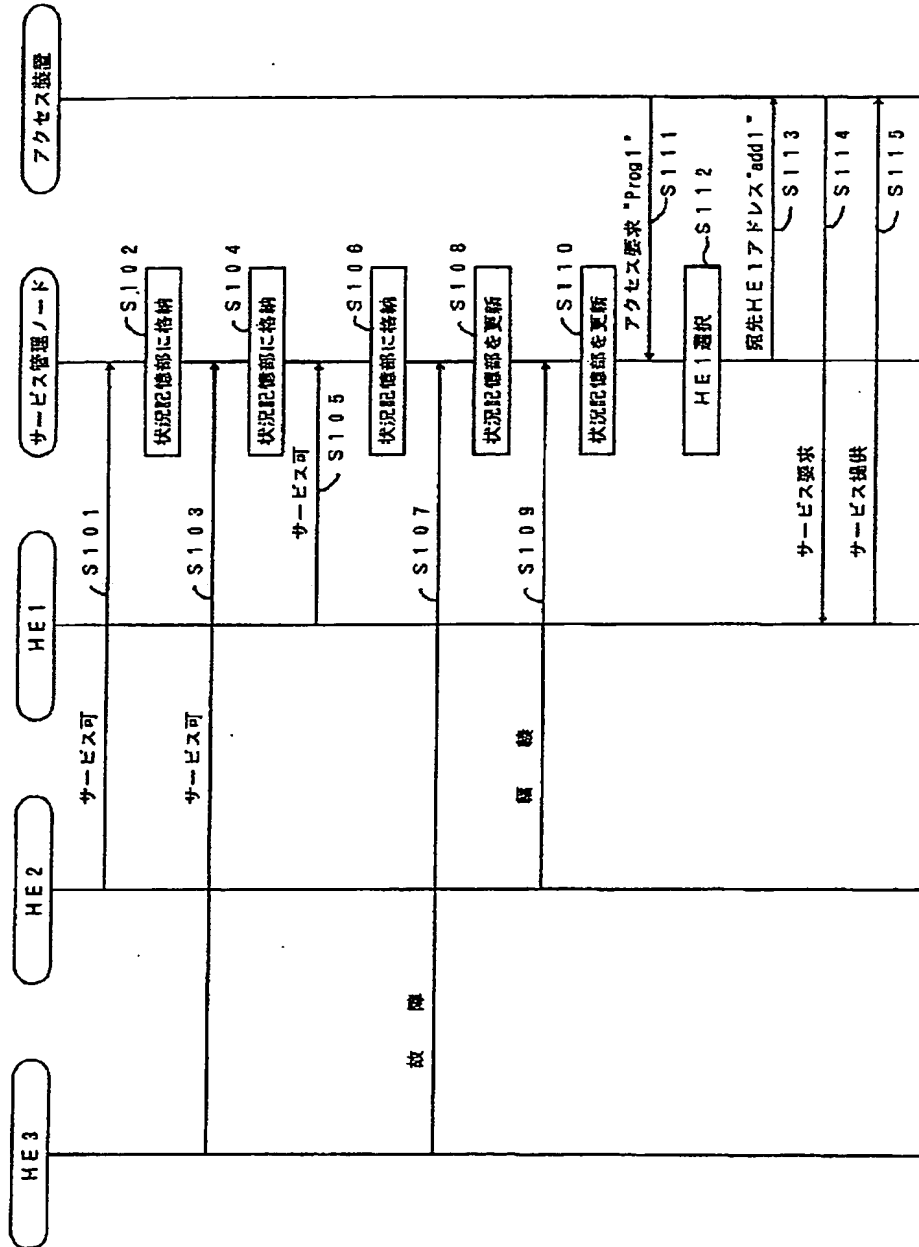 HE3
HE2
HE1
サービス管理ノード
アクセス装置
サービス可
S101
S102
状況記憶部に格納
サービス可
S103
S104
状況記憶部に格納
サービス可
S105
S106
状況記憶部に格納
故障
S107
S108
状況記憶部を更新
輻輳
S109
S110
状況記憶部を更新
アクセス要求 "Prog1"
S111
HE1選択
S112
宛先HE1アドレス"add1"
S113
サービス要求
S114
サービス提供
S115